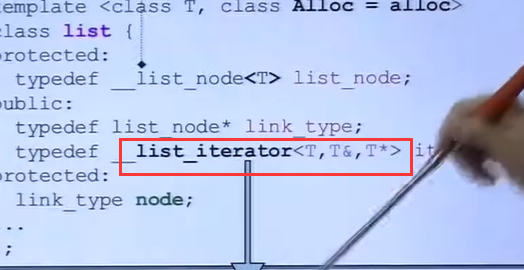 template <class T, class Alloc = alloc>
class list {
protected:
typedef __list_node<T> list_node;
public:
typedef list_node* link_type;
typedef __list_iterator<T,T&,T*> it
protected:
link_type node;
...
;